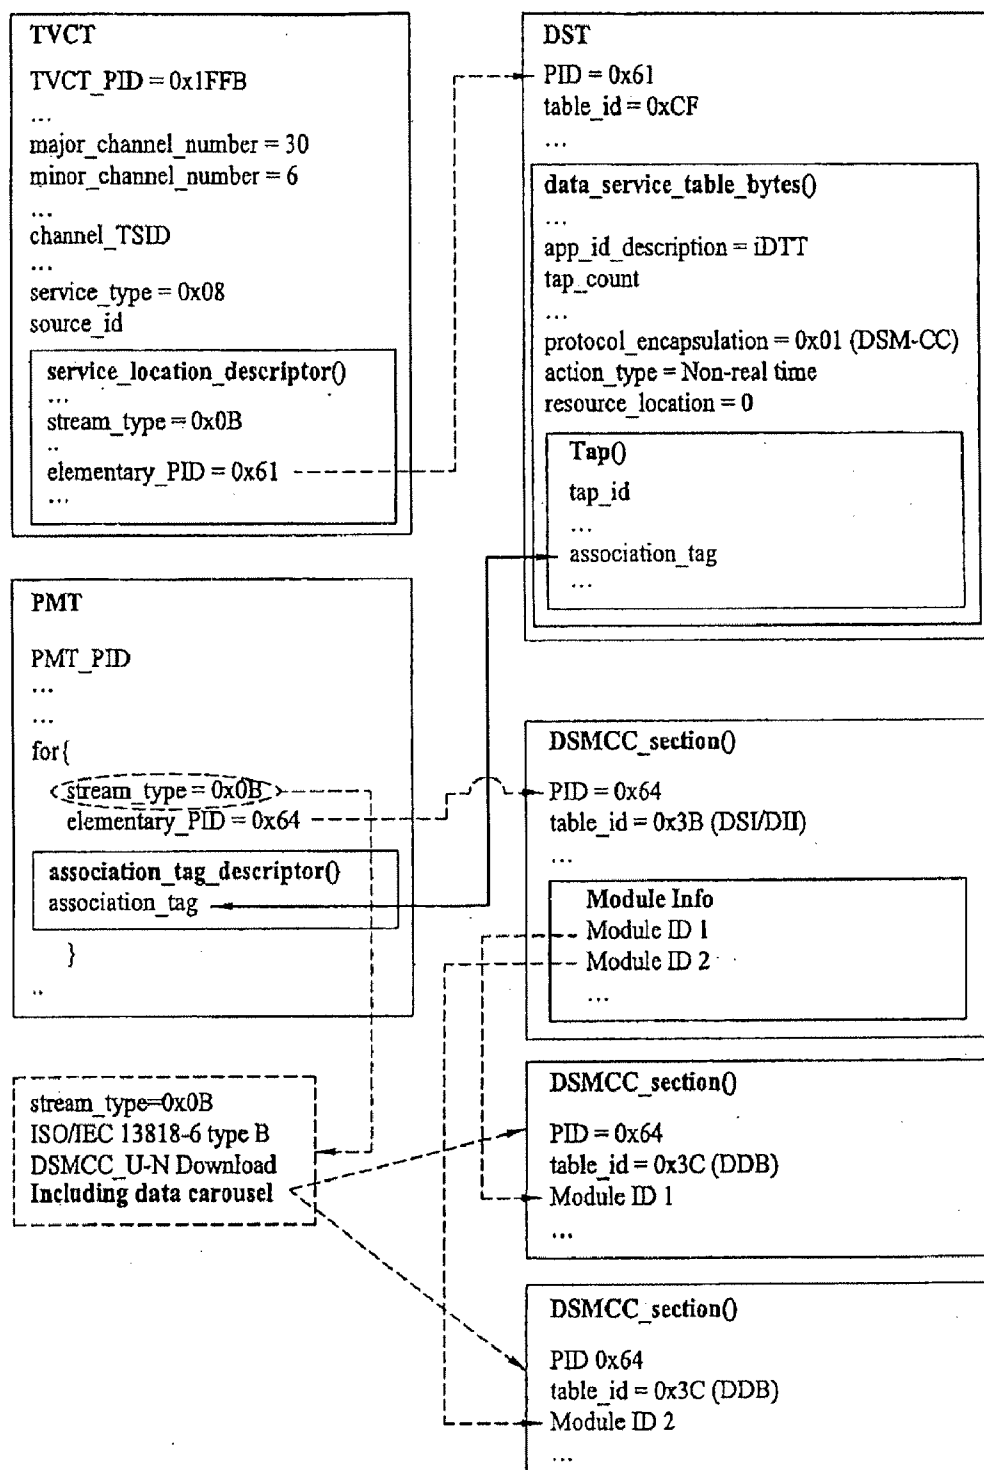 TVCT
TVCT_PID = 0x1FFB
...
major_channel_number = 30
minor_channel_number = 6
...
channel_TSID
...
service_type = 0x08
source_id
service_location_descriptor()
...
stream_type = 0x0B
..
elementary_PID = 0x61
...
DST
PID = 0x61
table_id = 0xCF
...
data_service_table_bytes()
...
app_id_description = iDTT
tap_count
...
protocol_encapsulation = 0x01 (DSM-CC)
action_type = Non-real time
resource_location = 0
Tap()
tap_id
...
association_tag
...
PMT
PMT_PID
...
...
for{
stream_type = 0x0B
elementary_PID = 0x64
association_tag_descriptor()
association_tag
}
..
DSMCC_section()
PID = 0x64
table_id = 0x3B (DSI/DII)
...
Module Info
Module ID 1
Module ID 2
...
stream_type=0x0B
ISO/IEC 13818-6 type B
DSMCC_U-N Download
Including data carousel
DSMCC_section()
PID = 0x64
table_id = 0x3C (DDB)
Module ID 1
...
DSMCC_section()
PID 0x64
table_id = 0x3C (DDB)
Module ID 2
...